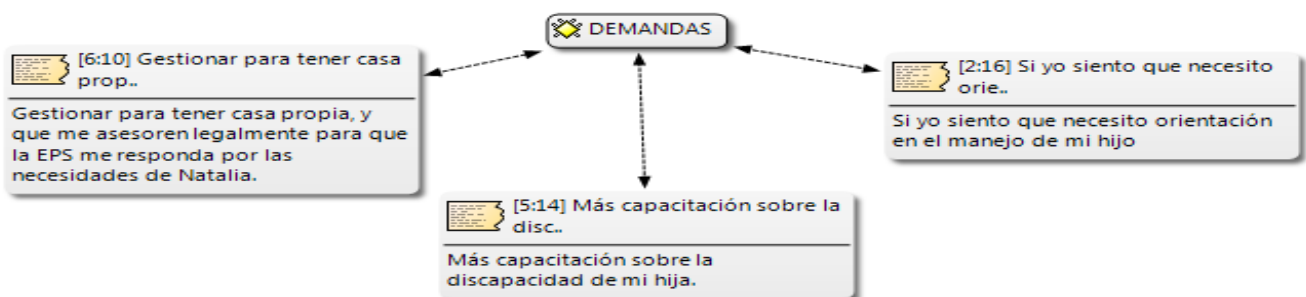 DEMANDAS
[6:10] Gestionar para tener casa
prop..
Gestionar para tener casa propia, y
que me asesoren legalmente para que
la EPS me responda por las
necesidades de Natalia.
[2:16] Si yo siento que necesito
orie..
Si yo siento que necesito orientación
en el manejo de mi hijo
[5:14] Más capacitación sobre la
disc..
Más capacitación sobre la
discapacidad de mi hija.